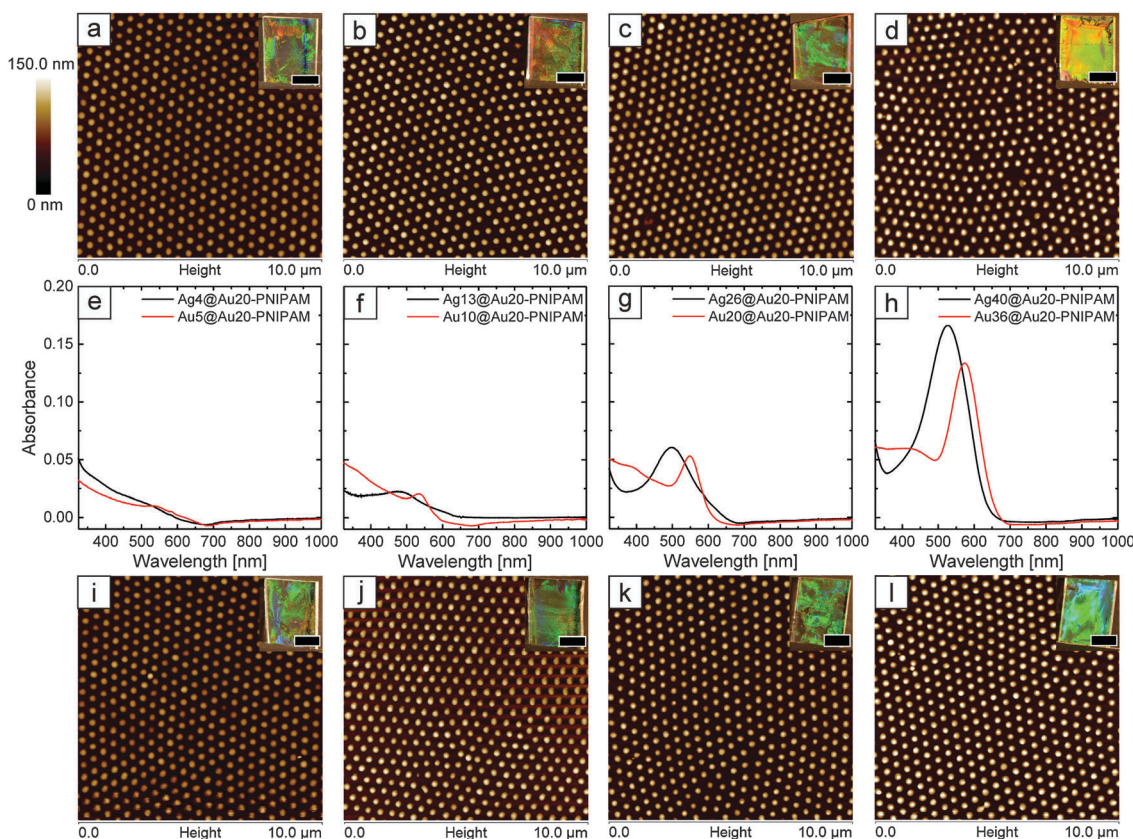 a
b
c
d
150.0 nm
0 nm
0.0 Height 10.0 µm
0.0 Height 10.0 µm
0.0 Height 10.0 µm
0.0 Height 10.0 µm
e
Ag4@Au20-PNIPAM
Au5@Au20-PNIPAM
f
Ag13@Au20-PNIPAM
Au10@Au20-PNIPAM
g
Ag26@Au20-PNIPAM
Au20@Au20-PNIPAM
h
Ag40@Au20-PNIPAM
Au36@Au20-PNIPAM
Absorbance
0.20
0.15
0.10
0.05
0.00
400 500 600 700 800 900 1000
400 500 600 700 800 900 1000
400 500 600 700 800 900 1000
400 500 600 700 800 900 1000
Wavelength [nm]
Wavelength [nm]
Wavelength [nm]
Wavelength [nm]
i
j
k
l
0.0 Height 10.0 µm
0.0 Height 10.0 µm
0.0 Height 10.0 µm
0.0 Height 10.0 µm